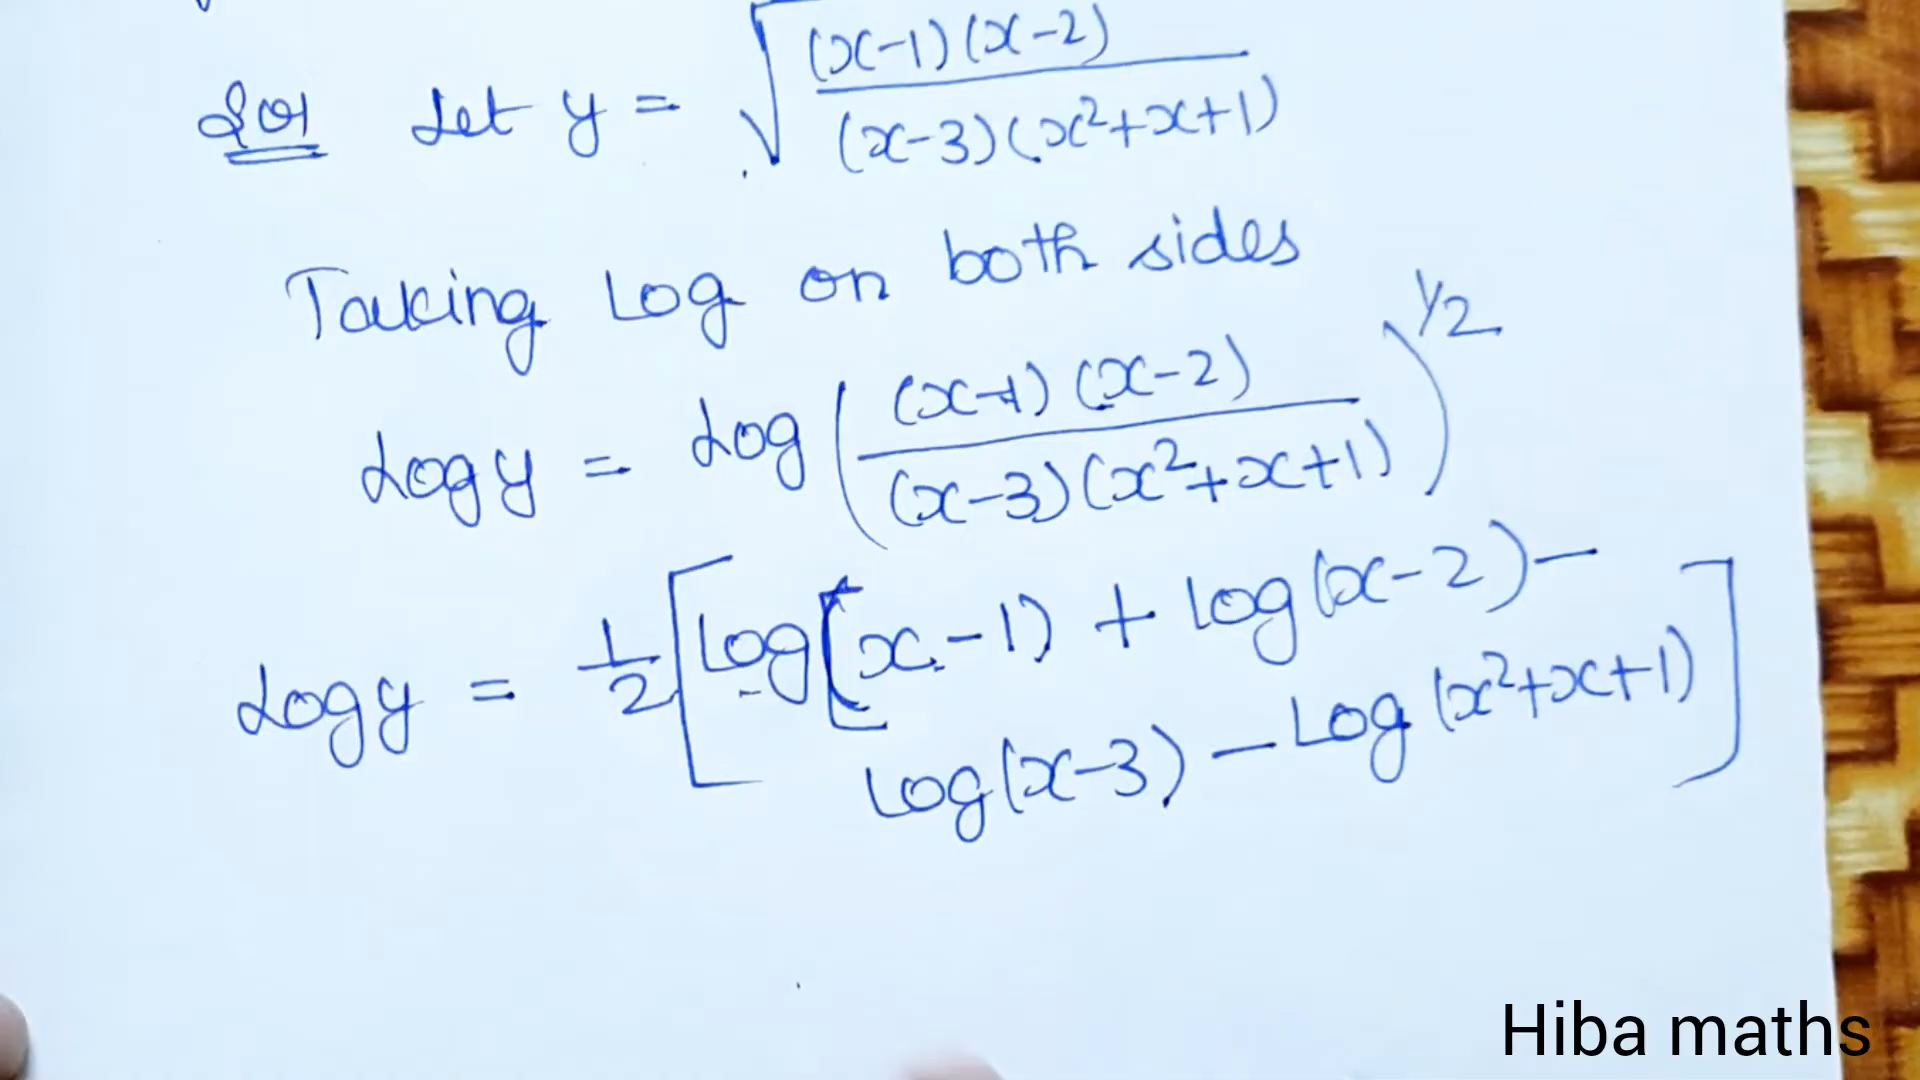 Sol Let y = √((x-1)(x-2) / (x-3)(x²+x+1))
Taking Log on both sides
Log y = Log ((x-1)(x-2) / (x-3)(x²+x+1))^1/2
Log y = 1/2 [Log(x-1) + log(x-2) -
Log(x-3) - Log(x²+x+1)]
Hiba maths